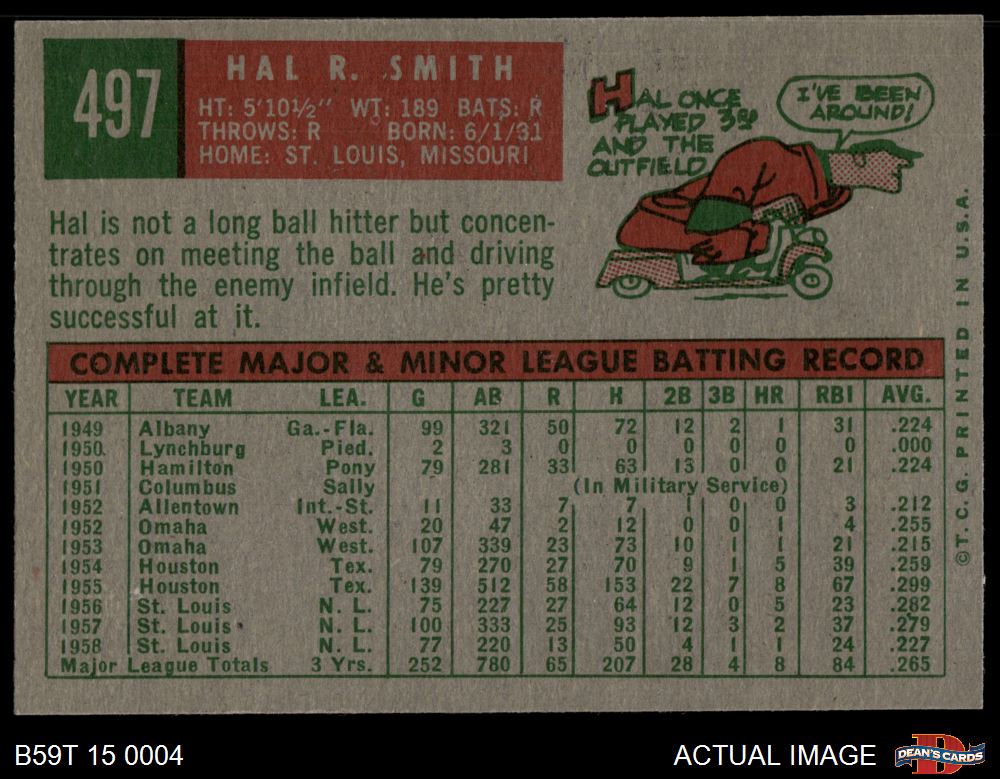 497
HAL R. SMITH
HT: 5'10½" WT: 189 BATS: R
THROWS: R BORN: 6/1/31
HOME: ST. LOUIS, MISSOURI
HAL ONCE
PLAYED 3RD
AND THE
OUTFIELD
I'VE BEEN
AROUND!
Hal is not a long ball hitter but concen-
trates on meeting the ball and driving
through the enemy infield. He's pretty
successful at it.
COMPLETE MAJOR & MINOR LEAGUE BATTING RECORD
YEAR TEAM LEA. G AB R H 2B 3B HR RBI AVG.
1949 Albany Ga.-Fla. 99 321 50 72 12 2 1 31 .224
1950 Lynchburg Pied. 2 3 0 0 0 0 0 0 .000
1950 Hamilton Pony 79 281 33 63 13 0 0 21 .224
1951 Columbus Sally (In Military Service)
1952 Allentown Int.-St. 11 33 7 7 1 0 0 3 .212
1952 Omaha West. 20 47 2 12 0 0 1 4 .255
1953 Omaha West. 107 339 23 73 10 1 1 21 .215
1954 Houston Tex. 79 270 27 70 9 1 5 39 .259
1955 Houston Tex. 139 512 58 153 22 7 8 67 .299
1956 St. Louis N. L. 75 227 27 64 12 0 5 23 .282
1957 St. Louis N. L. 100 333 25 93 12 3 2 37 .279
1958 St. Louis N. L. 77 220 13 50 4 1 1 24 .227
Major League Totals 3 Yrs. 252 780 65 207 28 4 8 84 .265
©T.C.G. PRINTED IN U.S.A.
B59T 15 0004
ACTUAL IMAGE
DEAN'S CARDS